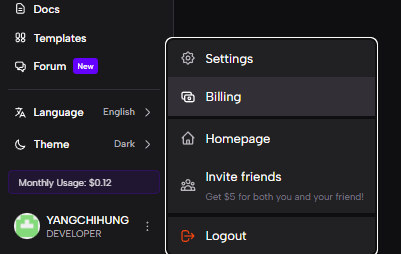 Docs
Templates
Forum New
Language English
Theme Dark
Monthly Usage: $0.12
YANGCHIHUNG
DEVELOPER
Settings
Billing
Homepage
Invite friends
Get $5 for both you and your friend!
Logout